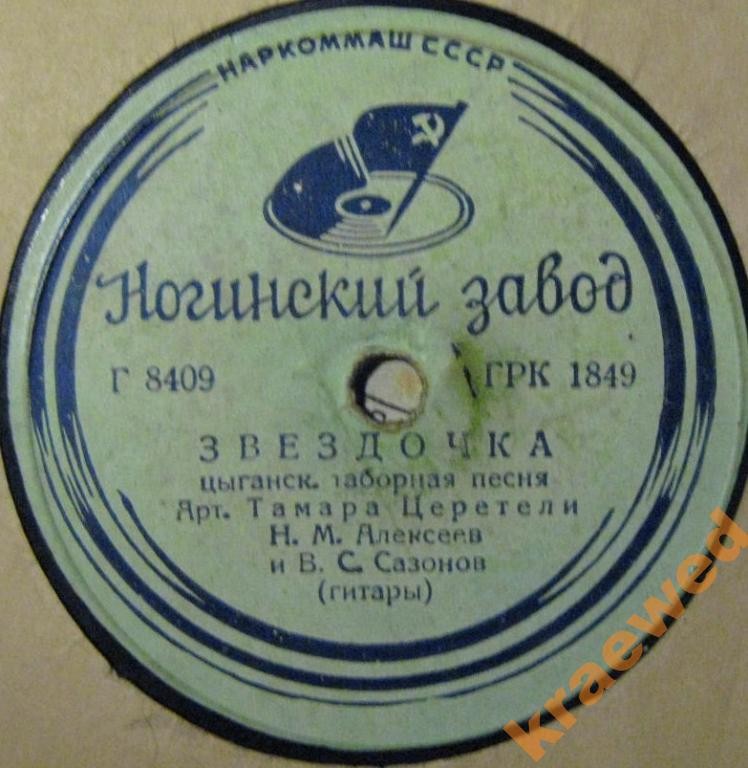 НАРКОММАШ СССР
Ногинский завод
Г 8409 ГРК 1849
ЗВЕЗДОЧКА
цыганск. таборная песня
Арт. Тамара Церетели
Н. М. Алексеев
и В. С. Сазонов
(гитары)
kraewed